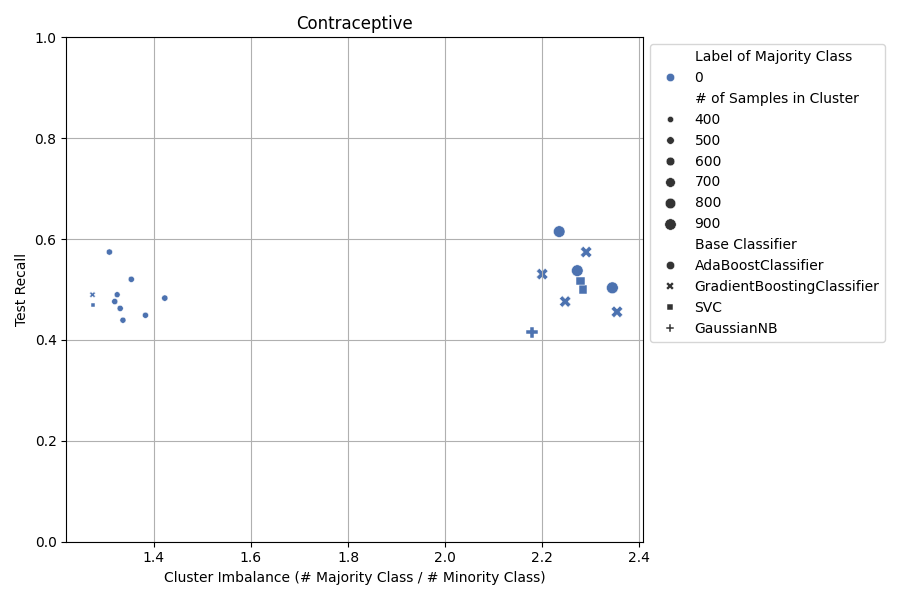 Contraceptive
1.0
0.8
0.6
0.4
0.2
0.0
Test Recall
1.4
1.6
1.8
2.0
2.2
2.4
Cluster Imbalance (# Majority Class / # Minority Class)
Label of Majority Class
0
# of Samples in Cluster
400
500
600
700
800
900
Base Classifier
AdaBoostClassifier
GradientBoostingClassifier
SVC
GaussianNB